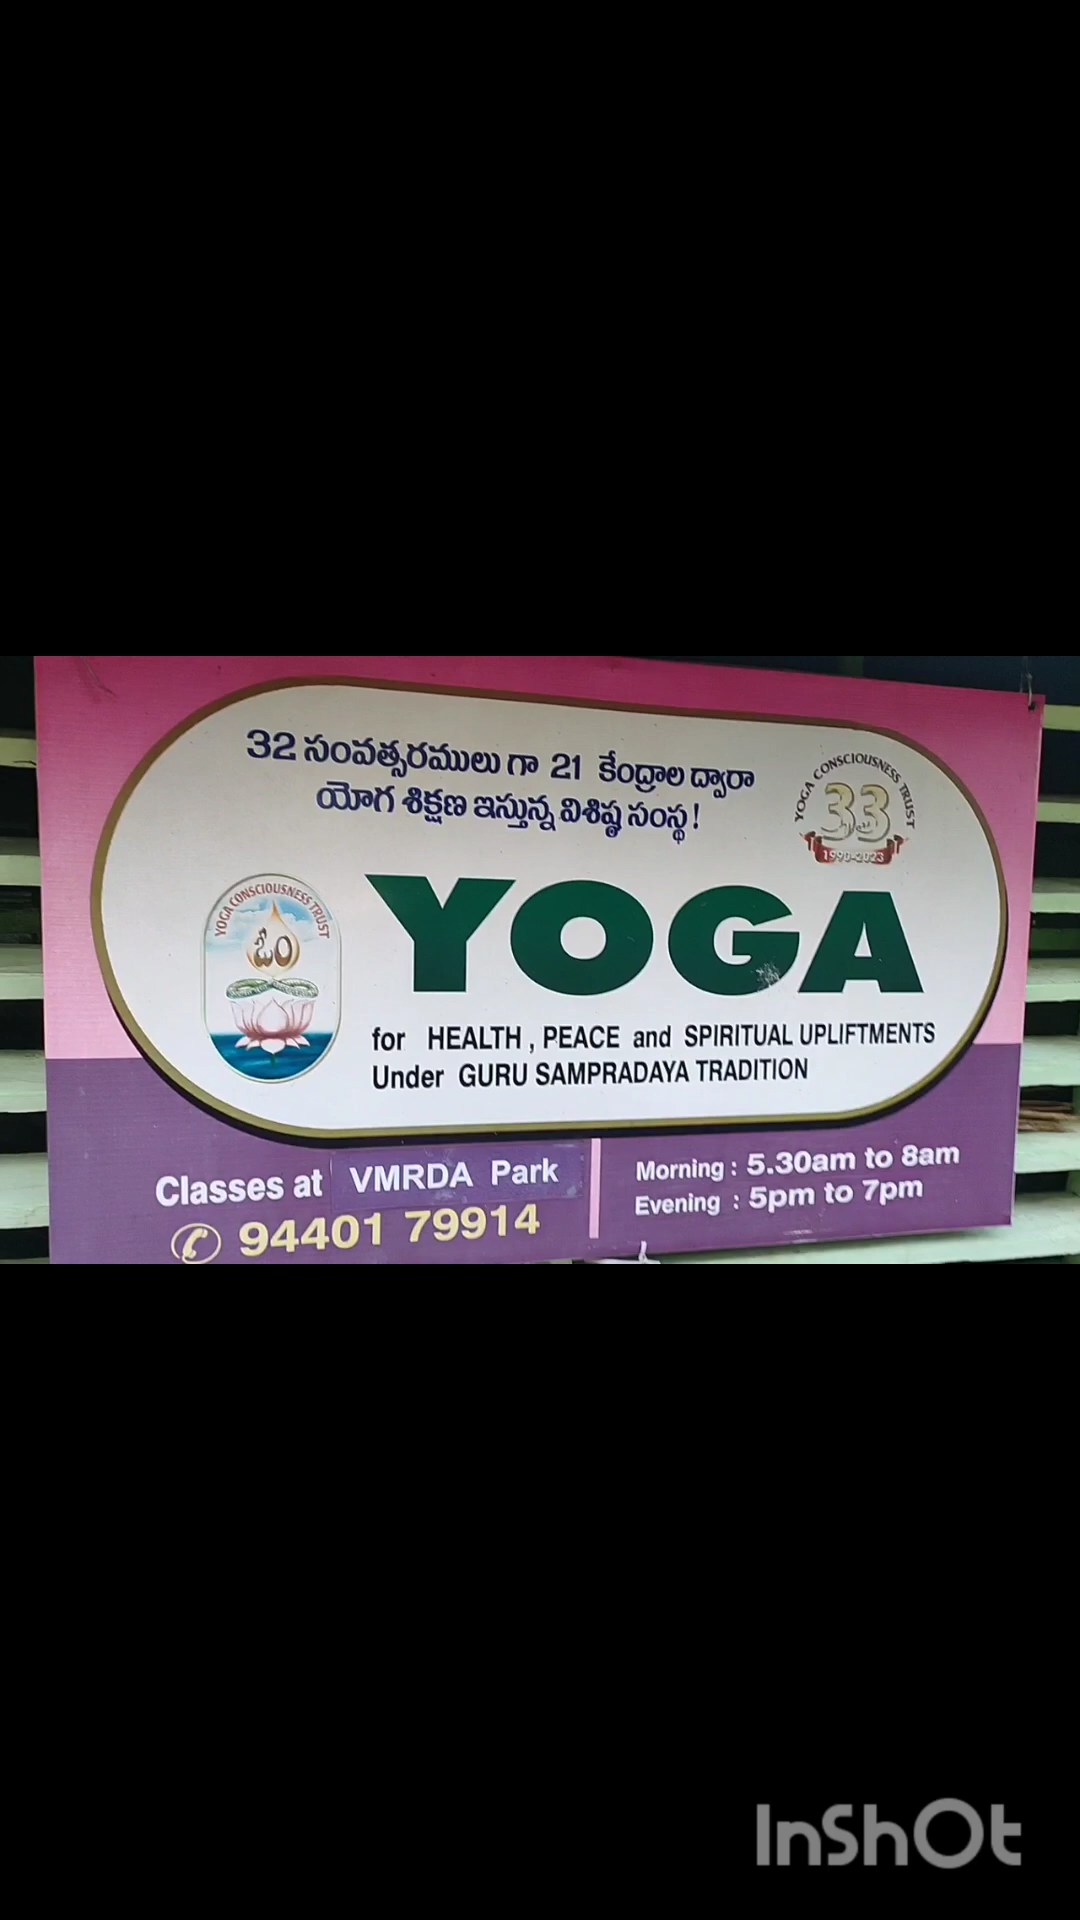 32 సంవత్సరములు గా 21 కేంద్రాల ద్వారా
యోగ శిక్షణ ఇస్తున్న విశిష్ఠ సంస్థ!
YOGA CONSCIOUSNESS TRUST
33
1990-2023
YOGA CONSCIOUSNESS TRUST
ఓం
YOGA
for HEALTH, PEACE and SPIRITUAL UPLIFTMENTS
Under GURU SAMPRADAYA TRADITION
Classes at VMRDA Park
94401 79914
Morning : 5.30am to 8am
Evening : 5pm to 7pm
InShOt